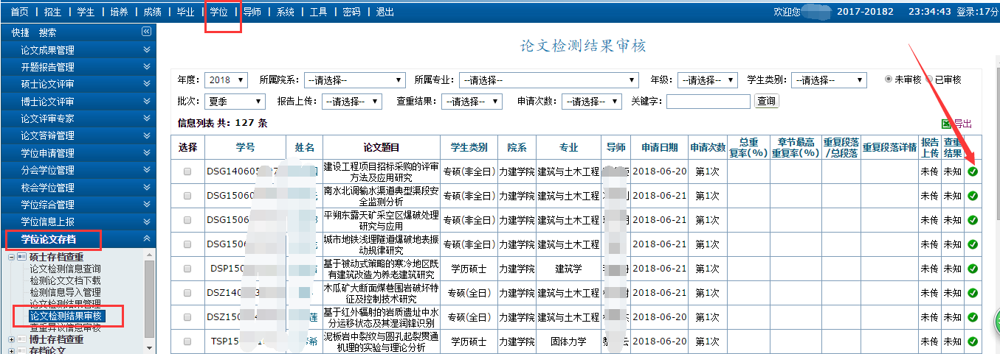 首页 | 招生 | 学生 | 培养 | 成绩 | 毕业 | 学位 | 导师 | 系统 | 工具 | 密码 | 退出 欢迎您 2017-20182 23:34:43 登录:17分
快捷 搜索
论文成果管理
开题报告管理
硕士论文评审
博士论文评审
论文评审专家
论文答辩管理
学位申请管理
分会学位管理
校会学位管理
学位综合管理
学位信息上报
学位论文存档
硕士存档查重
论文检测信息查询
检测论文文档下载
检测信息导入管理
论文检测结果管理
论文检测结果审核
查重异议信息审核
博士存档查重
存档论文
论文检测结果审核
年度: 2018 所属院系: --请选择-- 所属专业: --请选择-- 年级: --请选择-- 学生类别: --请选择-- 未审核 已审核
批次: 夏季 报告上传: --请选择-- 查重结果: --请选择-- 申请次数: --请选择-- 关键字: 查询
信息列表 共: 127 条 导出
选择 学号 姓名 论文题目 学生类别 院系 专业 导师 申请日期 申请次数 总重复率(%) 章节最高重复率(%) 重复段落/总段落 重复段落详情 报告上传 查重结果
DSG14060 建设工程项目招标采购的评审方法及应用研究 专硕(非全日) 力建学院 建筑与土木工程 2018-06-20 第1次 未传 未知
DSG15060 南水北调输水渠道典型渠段安全监测分析 专硕(非全日) 力建学院 建筑与土木工程 2018-06-21 第1次 未传 未知
DSG1506 平朔东露天矿采空区爆破处理研究与应用 专硕(非全日) 力建学院 建筑与土木工程 2018-06-21 第1次 未传 未知
DSG1506 城市地铁浅埋隧道爆破地表振动规律研究 专硕(非全日) 力建学院 建筑与土木工程 2018-06-21 第1次 未传 未知
DSP150 基于被动式策略的寒冷地区既有建筑改造为养老建筑研究 学历硕士 力建学院 建筑学 2018-06-20 第1次 未传 未知
DSZ140 木瓜矿大断面煤巷围岩破坏特征及控制技术研究 专硕(全日) 力建学院 建筑与土木工程 2018-06-20 第1次 未传 未知
DSZ150 莲 基于红外辐射的岩质遗址中水分运移状态及其湿润锋识别 专硕(全日) 力建学院 建筑与土木工程 2018-06-20 第1次 未传 未知
TSP15 希 泥板岩中裂纹与圆孔起裂贯通机理的实验与理论分析 学历硕士 力建学院 固体力学 云 2018-06-20 第1次 未传 未知